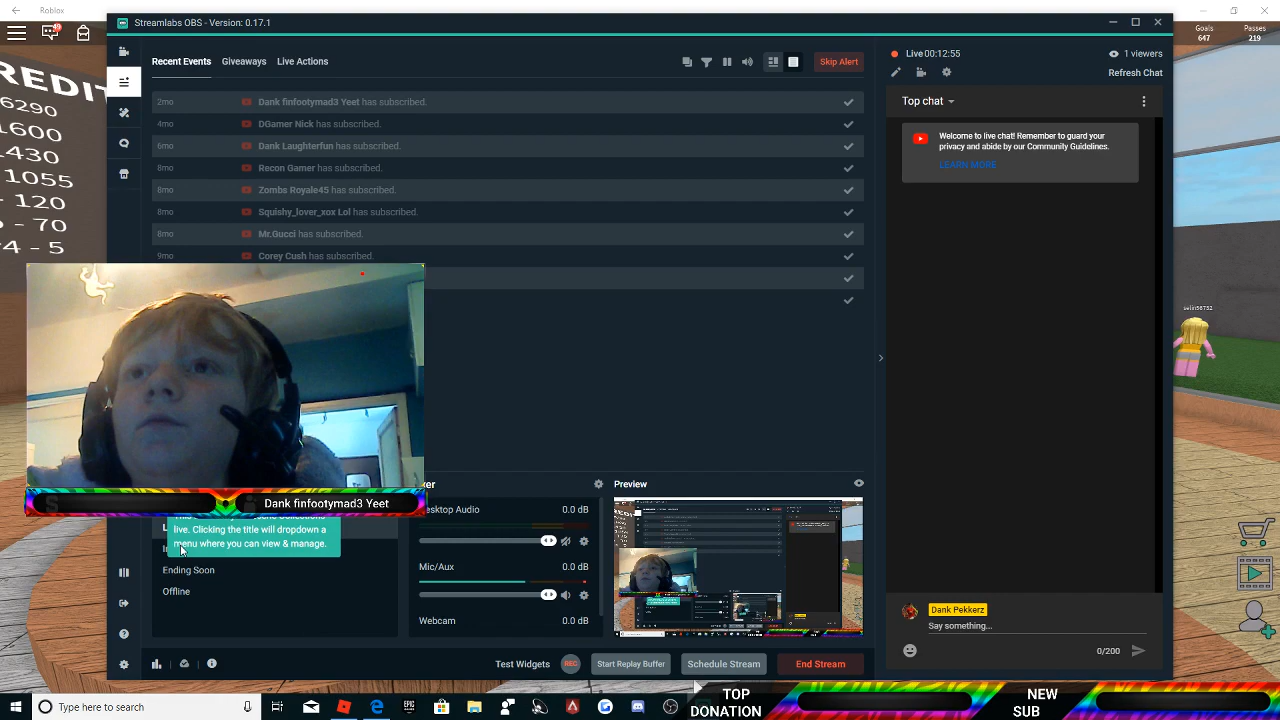 Roblox
Streamlabs OBS - Version: 0.17.1
Goals
647
Passes
219
49
REDIT
6290
1600
1430
1055
- 120
- 70
4 - 5
Recent Events
Giveaways
Live Actions
Skip Alert
2mo Dank finfootymad3 Yeet has subscribed.
4mo DGamer Nick has subscribed.
6mo Dank Laughterfun has subscribed.
8mo Recon Gamer has subscribed.
8mo Zombs Royale45 has subscribed.
8mo Squishy_lover_xox Lol has subscribed.
8mo Mr.Gucci has subscribed.
9mo Corey Cush has subscribed.
Live 00:12:55
1 viewers
Refresh Chat
Top chat
Welcome to live chat! Remember to guard your
privacy and abide by our Community Guidelines.
LEARN MORE
selin56752
Dank finfootymad3 Yeet
live. Clicking the title will dropdown a
menu where you can view & manage.
Ending Soon
Offline
Desktop Audio 0.0 dB
Mic/Aux 0.0 dB
Webcam 0.0 dB
Preview
Dank Pekkerz
Say something...
0/200
Test Widgets
REC
Start Replay Buffer
Schedule Stream
End Stream
Type here to search
EPIC
TOP
DONATION
NEW
SUB